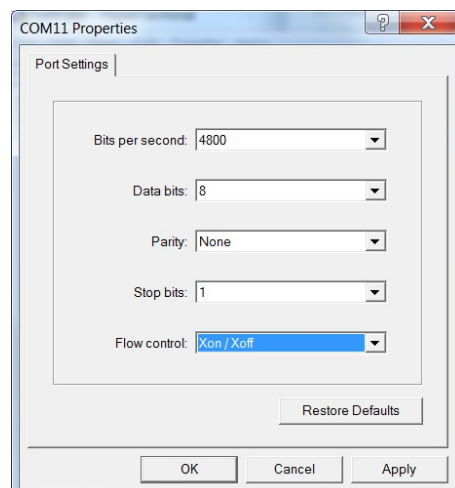 COM11 Properties
Port Settings
Bits per second: 4800
Data bits: 8
Parity: None
Stop bits: 1
Flow control: Xon / Xoff
Restore Defaults
OK Cancel Apply